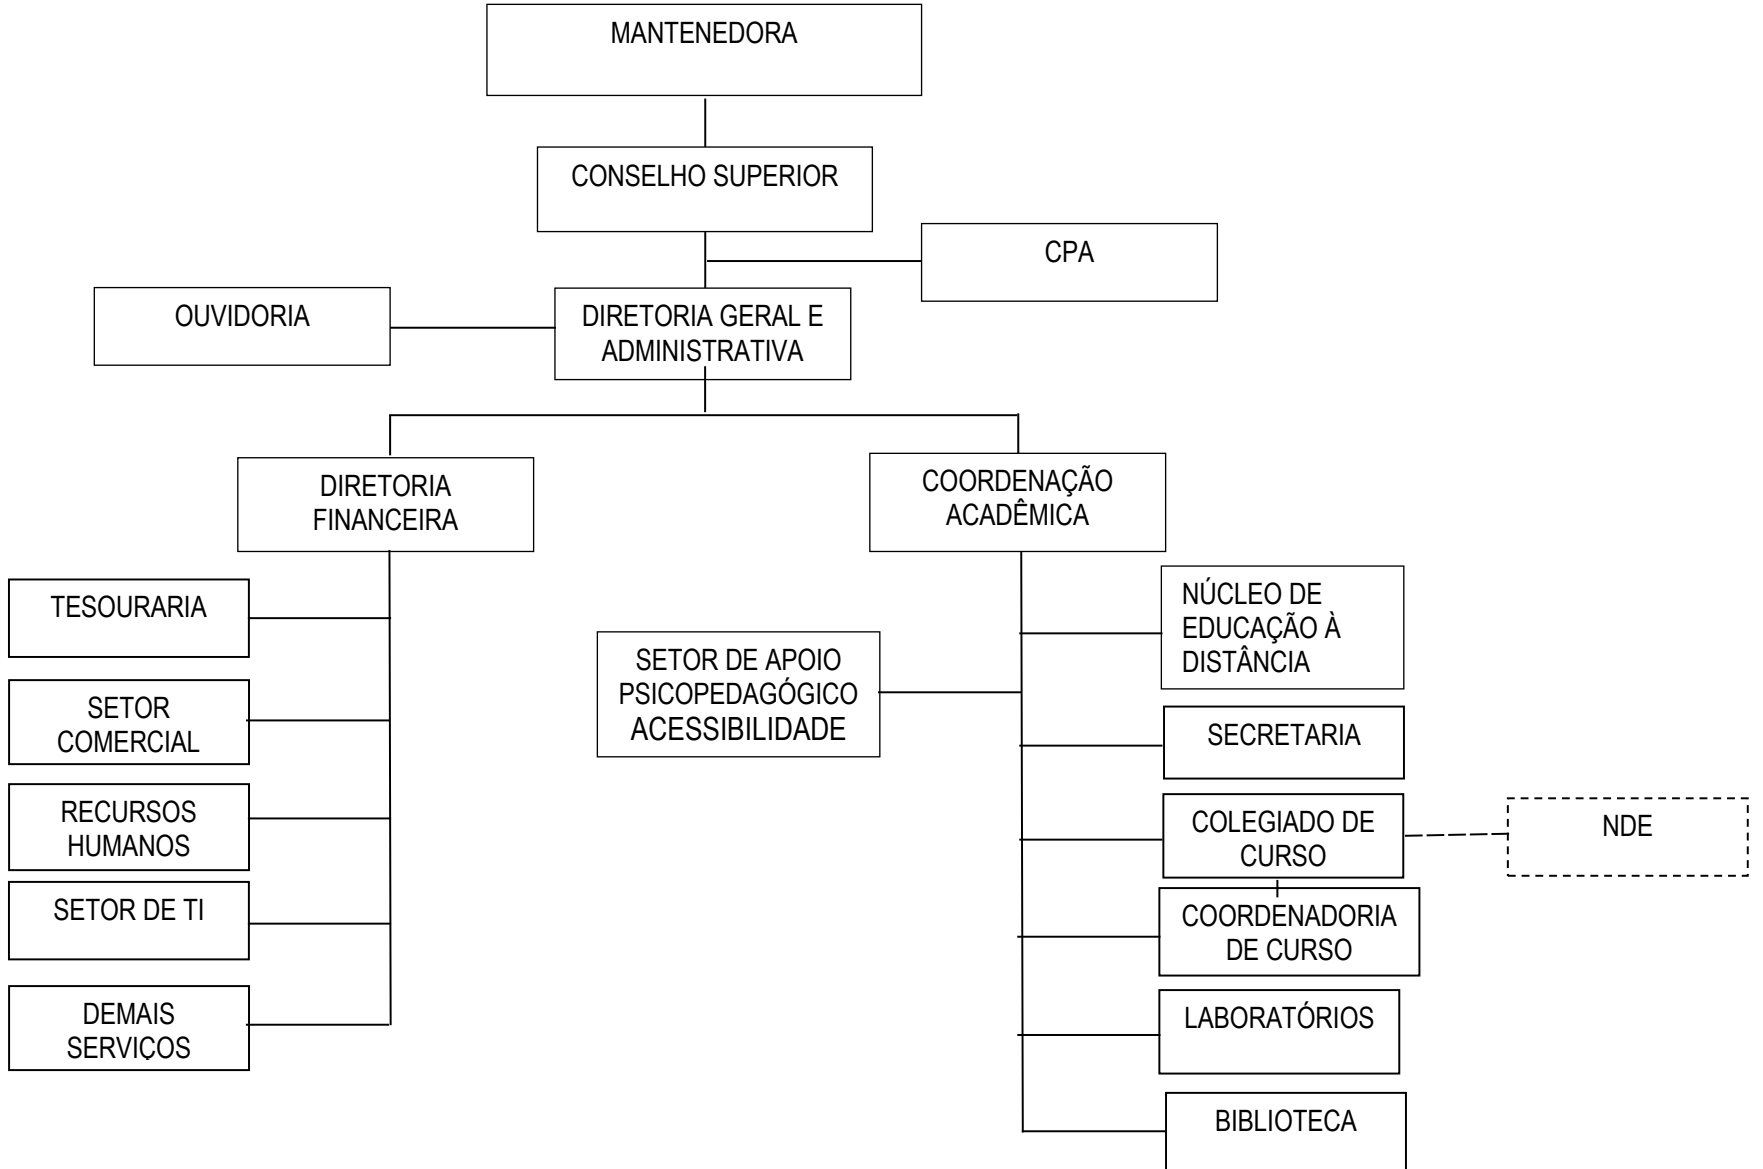 MANTENEDORA
CONSELHO SUPERIOR
CPA
OUVIDORIA
DIRETORIA GERAL E
ADMINISTRATIVA
DIRETORIA
FINANCEIRA
COORDENAÇÃO
ACADÊMICA
TESOURARIA
SETOR
COMERCIAL
RECURSOS
HUMANOS
SETOR DE TI
DEMAIS
SERVIÇOS
SETOR DE APOIO
PSICOPEDAGÓGICO
ACESSIBILIDADE
NÚCLEO DE
EDUCAÇÃO À
DISTÂNCIA
SECRETARIA
COLEGIADO DE
CURSO
NDE
COORDENADORIA
DE CURSO
LABORATÓRIOS
BIBLIOTECA